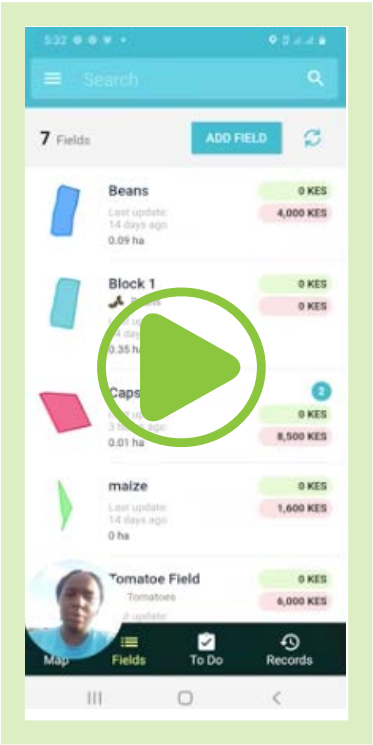 5:32
Search
7 Fields
ADD FIELD
Beans
0 KES
Last update:
14 days ago
4,000 KES
0.09 ha
Block 1
0 KES
0 KES
0.35 ha
Caps
2
0 KES
3 hours ago
8,500 KES
0.01 ha
maize
0 KES
Last update:
14 days ago
1,600 KES
0 ha
Tomatoe Field
0 KES
Tomatoes
6,000 KES
Map
Fields
To Do
Records